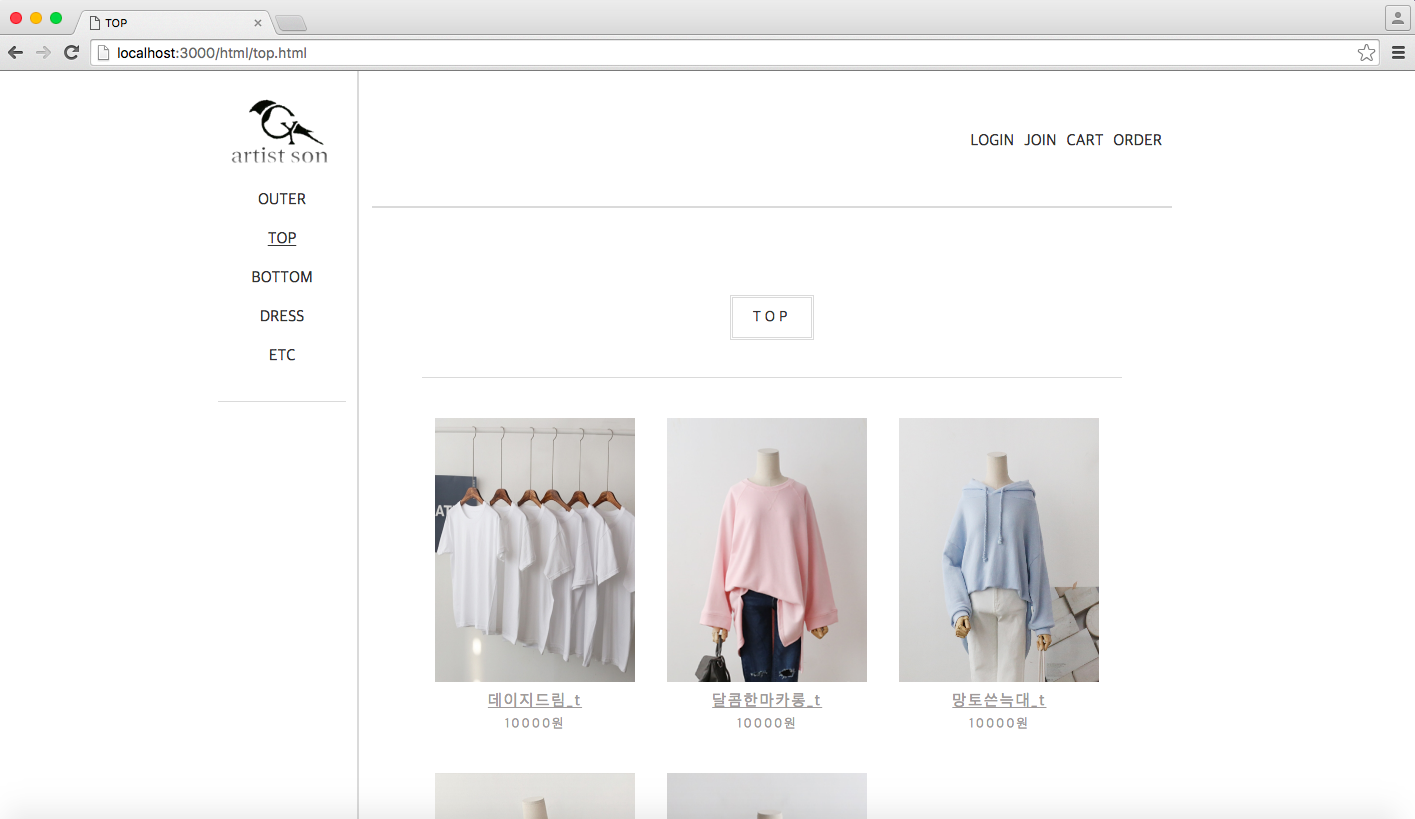 TOP
localhost:3000/html/top.html
artist son
LOGIN JOIN CART ORDER
OUTER
TOP
BOTTOM
DRESS
ETC
TOP
AT
데이지드림_t
달콤한마카롱_t
망토쓴늑대_t
10000원
10000원
10000원